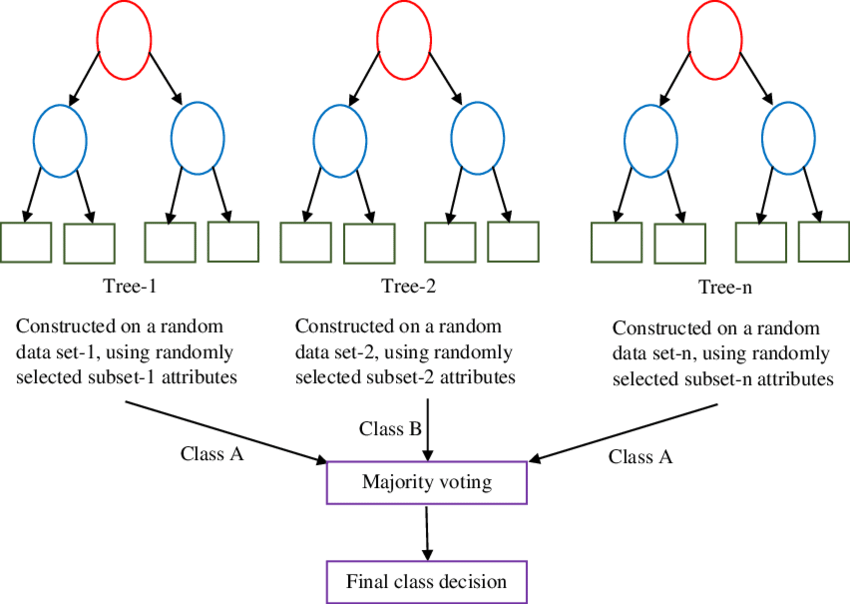 Tree-1
Tree-2
Tree-n
Constructed on a random
data set-1, using randomly
selected subset-1 attributes
Constructed on a random
data set-2, using randomly
selected subset-2 attributes
Constructed on a random
data set-n, using randomly
selected subset-n attributes
Class A
Class B
Class A
Majority voting
Final class decision